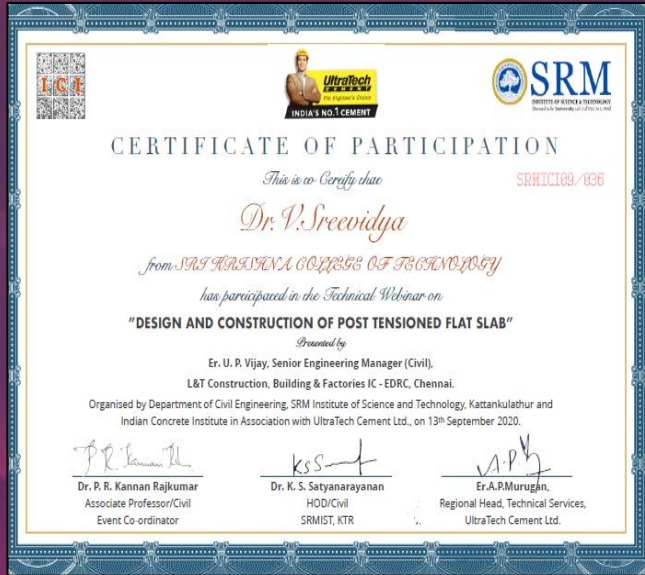 ICI
UltraTech
CEMENT
The Engineer's Choice
INDIA'S NO.1 CEMENT
SRM
INSTITUTE OF SCIENCE & TECHNOLOGY
CERTIFICATE OF PARTICIPATION
This is to Certify that
SRMICI09/036
Dr. V.Sreevidya
from SRI KRISHNA COLLEGE OF TECHNOLOGY
has participated in the Technical Webinar on
"DESIGN AND CONSTRUCTION OF POST TENSIONED FLAT SLAB"
Presented by
Er. U. P. Vijay, Senior Engineering Manager (Civil),
L&T Construction, Building & Factories IC - EDRC, Chennai.
Organised by Department of Civil Engineering, SRM Institute of Science and Technology, Kattankulathur and
Indian Concrete Institute in Association with UltraTech Cement Ltd., on 13th September 2020.
Dr. P. R. Kannan Rajkumar
Associate Professor/Civil
Event Co-ordinator
Dr. K. S. Satyanarayanan
HOD/Civil
SRMIST, KTR
Er.A.P.Murugan,
Regional Head, Technical Services,
UltraTech Cement Ltd.